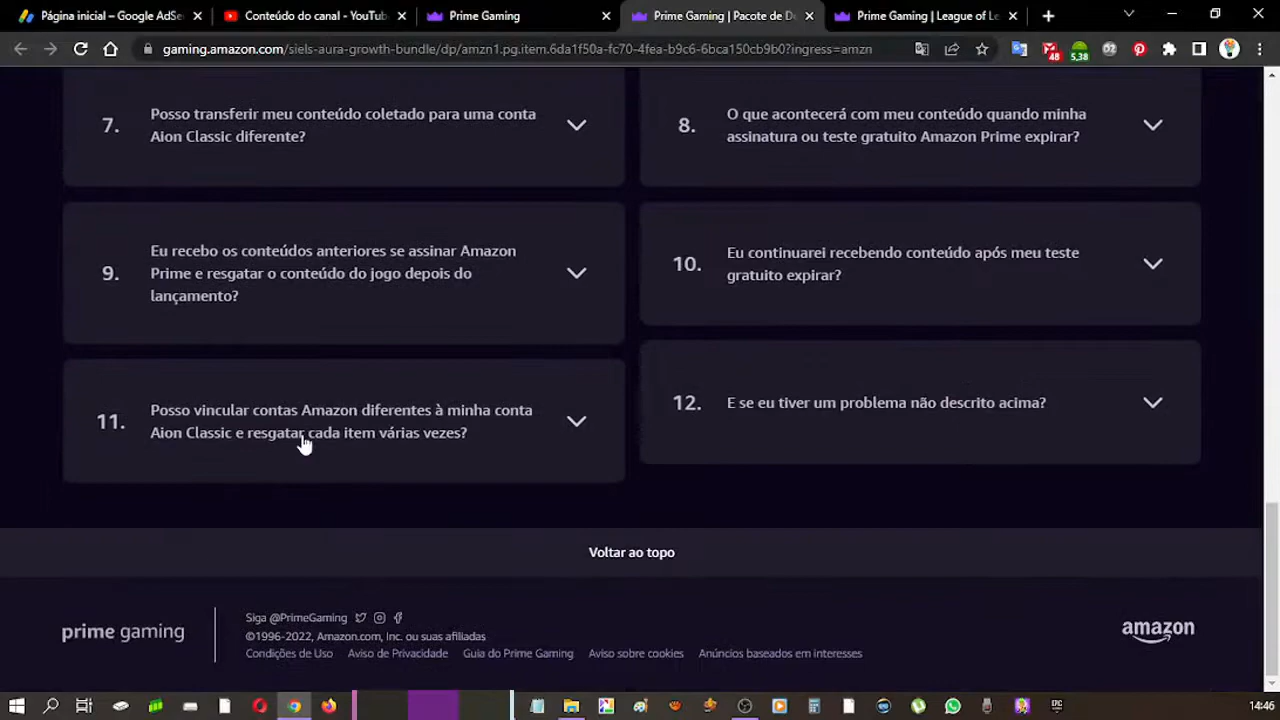 Página inicial – Google AdSe
Conteúdo do canal - YouTub
Prime Gaming
Prime Gaming | Pacote de De
Prime Gaming | League of Le
gaming.amazon.com/siels-aura-growth-bundle/dp/amzn1.pg.item.6da1f50a-fc70-4fea-b9c6-6bca150cb9b0?ingress=amzn
48
5,38
7.
Posso transferir meu conteúdo coletado para uma conta
Aion Classic diferente?
8.
O que acontecerá com meu conteúdo quando minha
assinatura ou teste gratuito Amazon Prime expirar?
9.
Eu recebo os conteúdos anteriores se assinar Amazon
Prime e resgatar o conteúdo do jogo depois do
lançamento?
10.
Eu continuarei recebendo conteúdo após meu teste
gratuito expirar?
11.
Posso vincular contas Amazon diferentes à minha conta
Aion Classic e resgatar cada item várias vezes?
12.
E se eu tiver um problema não descrito acima?
Voltar ao topo
prime gaming
Siga @PrimeGaming
©1996-2022, Amazon.com, Inc. ou suas afiliadas
Condições de Uso Aviso de Privacidade Guia do Prime Gaming Aviso sobre cookies Anúncios baseados em interesses
amazon
14:46